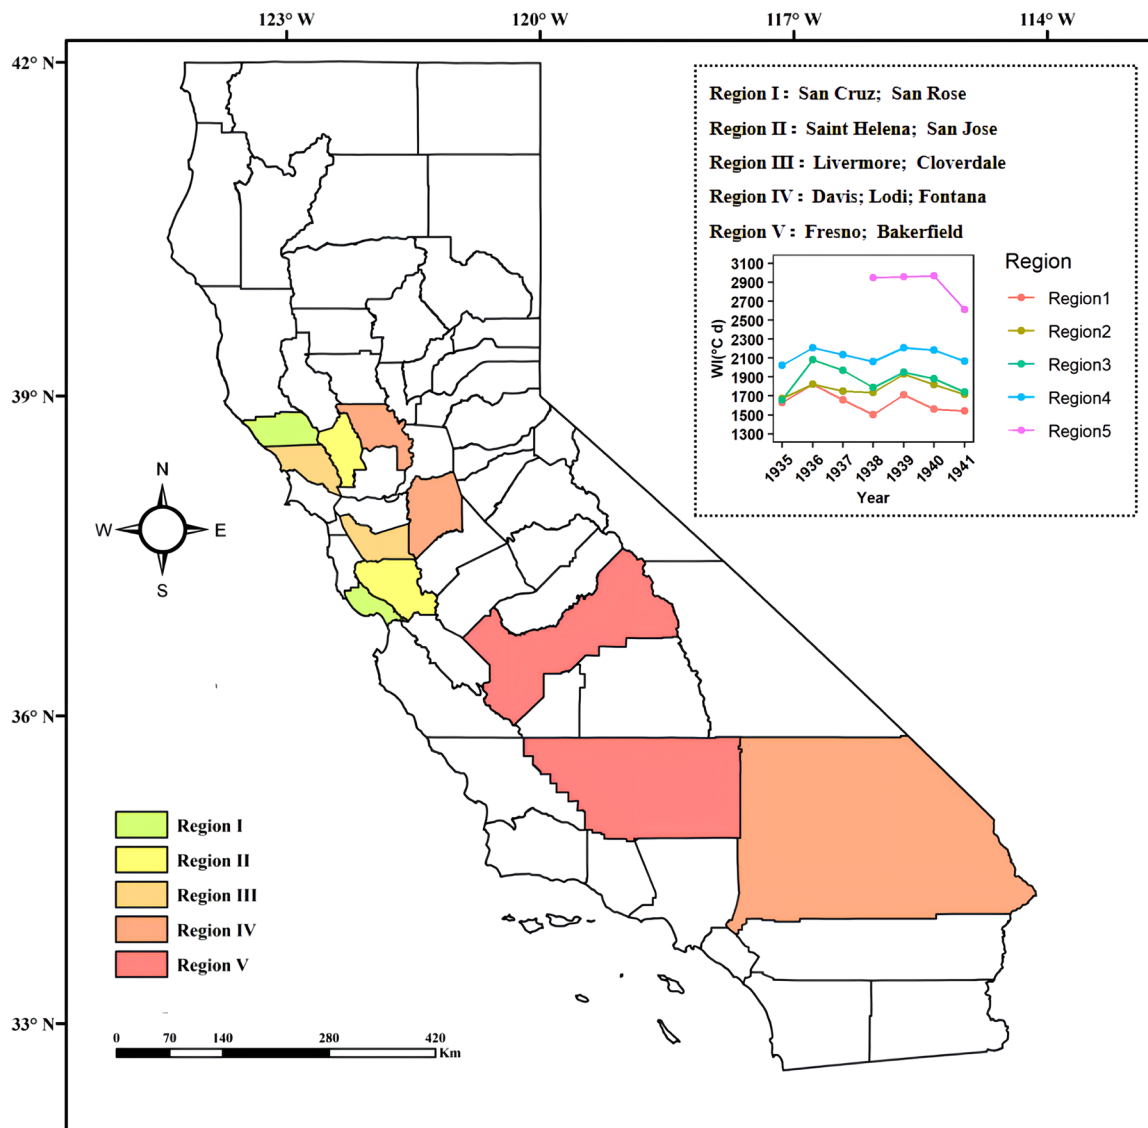 123° W
120° W
117° W
114° W
42° N
39° N
36° N
33° N
Region I： San Cruz; San Rose
Region II： Saint Helena; San Jose
Region III： Livermore; Cloverdale
Region IV： Davis; Lodi; Fontana
Region V： Fresno; Bakerfield
3100
2900
2700
2500
2300
2100
1900
1700
1500
1300
WI(°C d)
1935
1936
1937
1938
1939
1940
1941
Year
Region
Region1
Region2
Region3
Region4
Region5
N
W
E
S
Region I
Region II
Region III
Region IV
Region V
0 70 140 280 420
Km